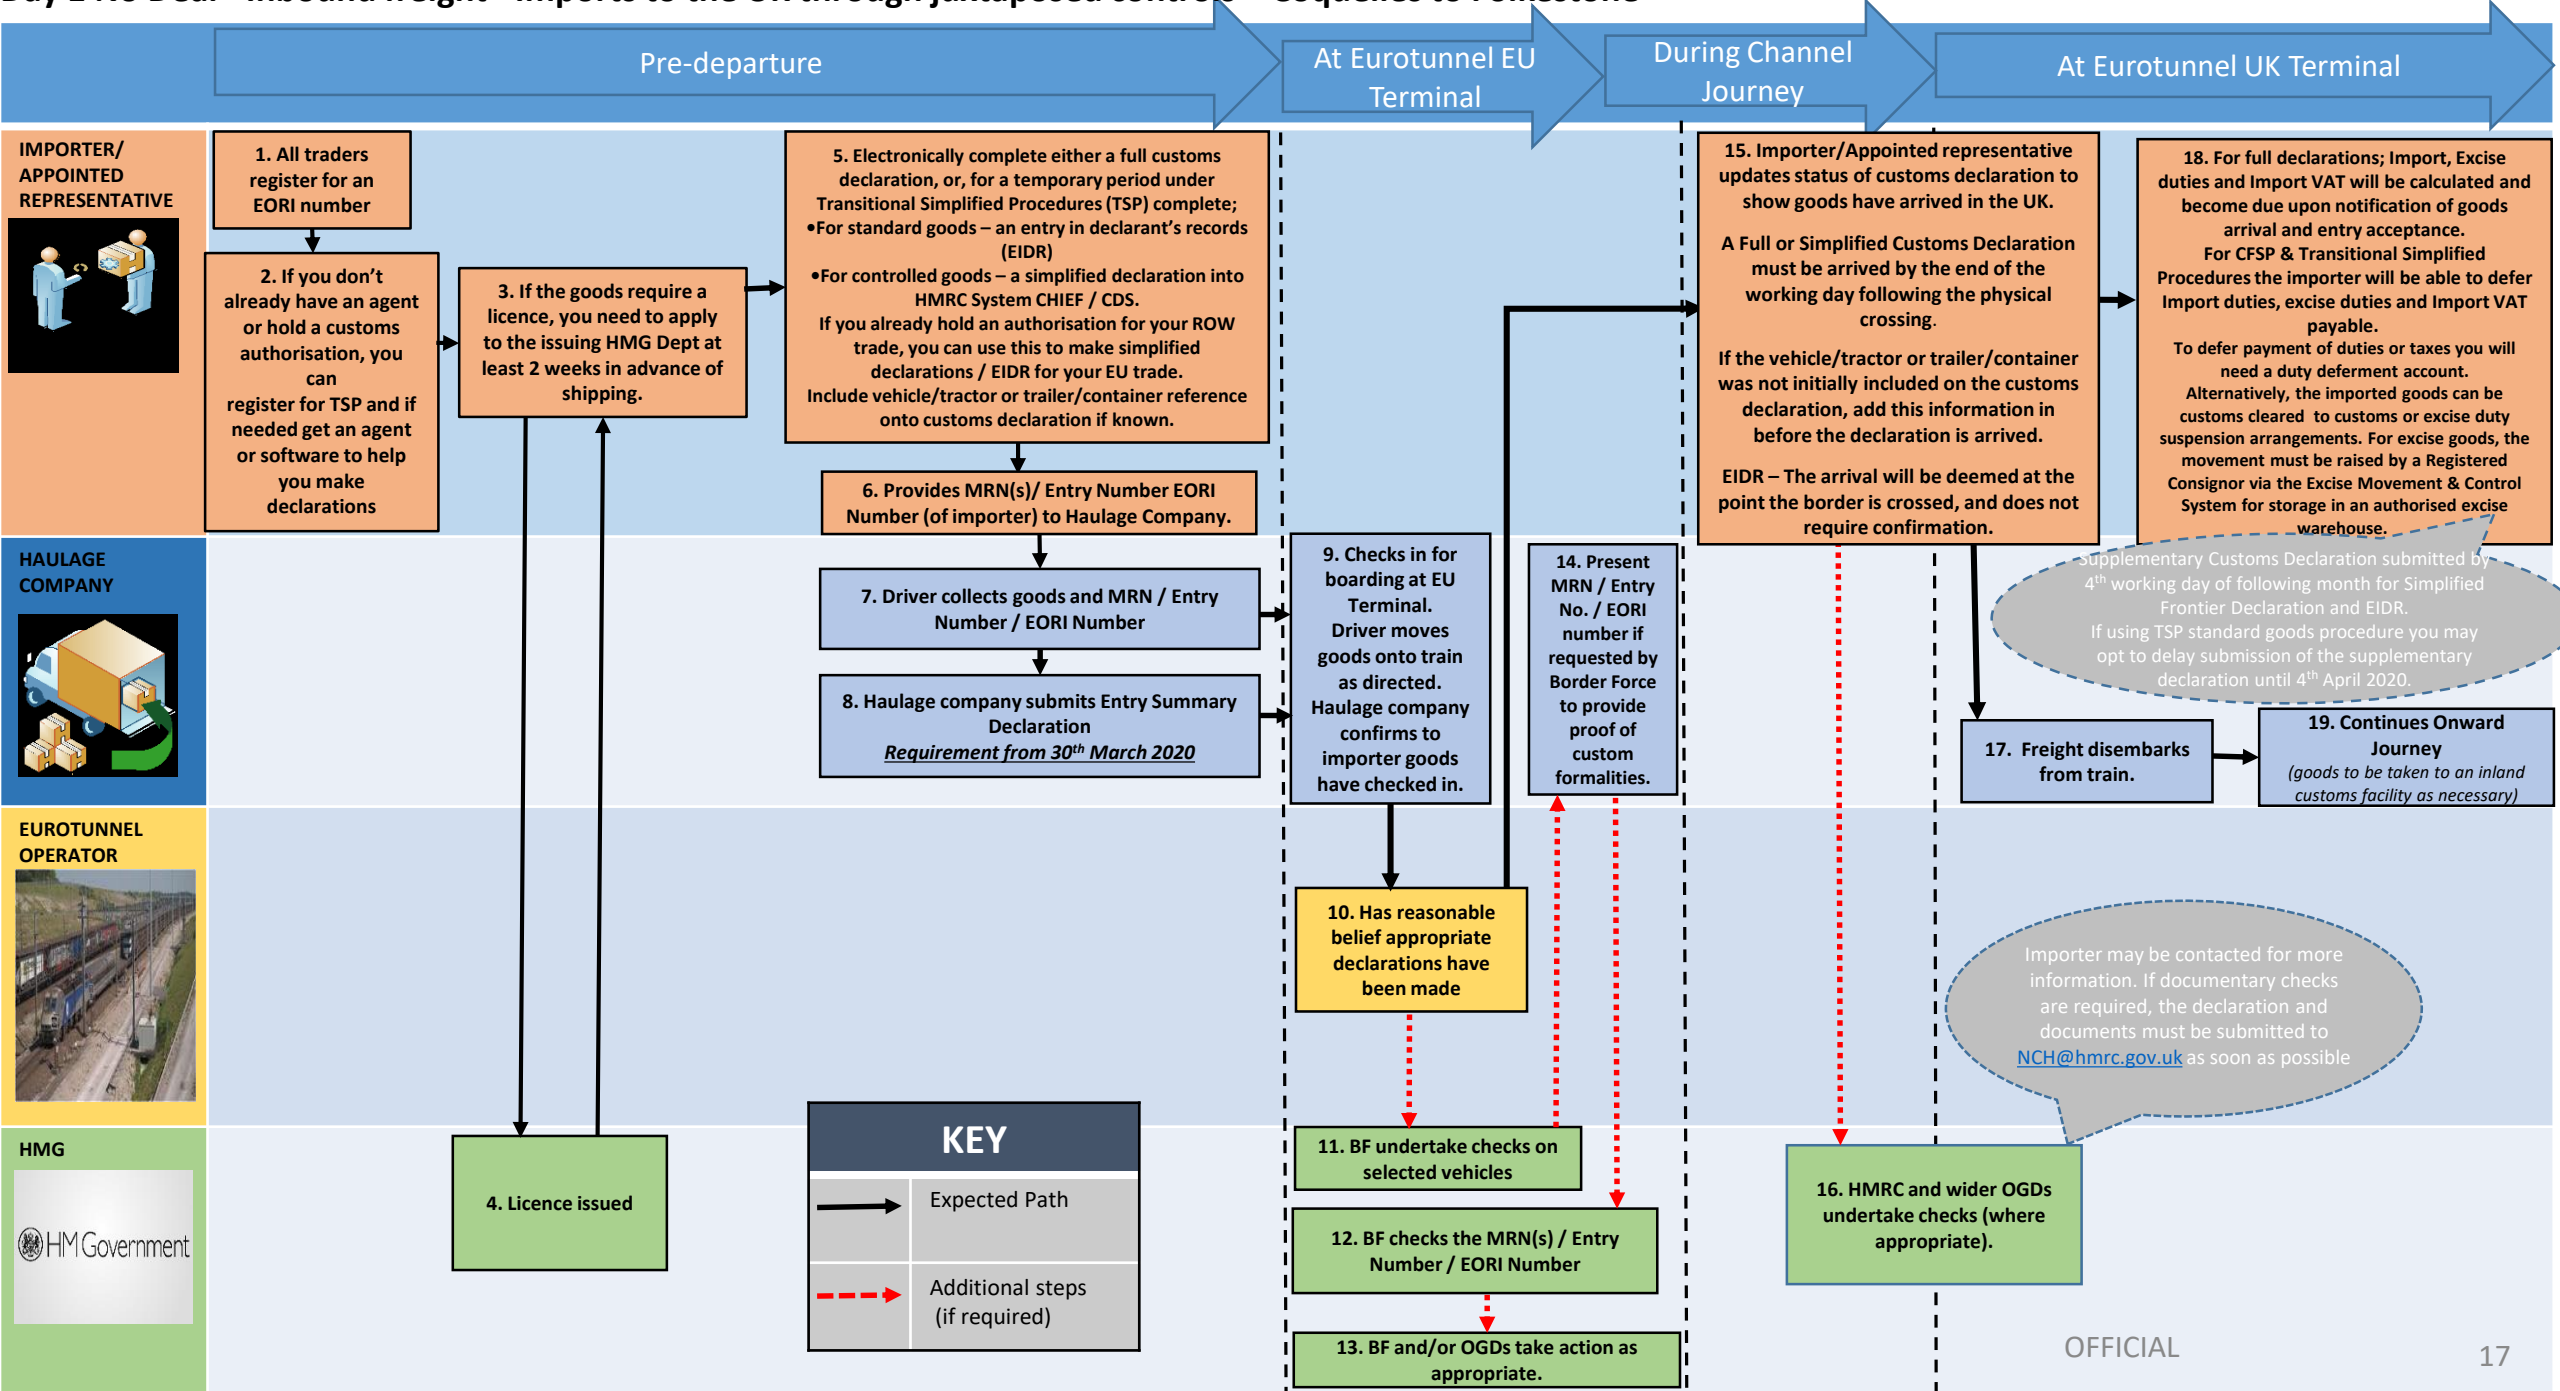 Day 1 No Deal - Inbound freight - Imports to the UK through juxtaposed controls – Coquelles to Folkestone
Pre-departure
At Eurotunnel EU
Terminal
During Channel
Journey
At Eurotunnel UK Terminal
IMPORTER/
APPOINTED
REPRESENTATIVE
1. All traders
register for an
EORI number
2. If you don’t
already have an agent
or hold a customs
authorisation, you
can
register for TSP and if
needed get an agent
or software to help
you make
declarations
3. If the goods require a
licence, you need to apply
to the issuing HMG Dept at
least 2 weeks in advance of
shipping.
5. Electronically complete either a full customs
declaration, or, for a temporary period under
Transitional Simplified Procedures (TSP) complete;
•For standard goods – an entry in declarant’s records
(EIDR)
•For controlled goods – a simplified declaration into
HMRC System CHIEF / CDS.
If you already hold an authorisation for your ROW
trade, you can use this to make simplified
declarations / EIDR for your EU trade.
Include vehicle/tractor or trailer/container reference
onto customs declaration if known.
6. Provides MRN(s)/ Entry Number EORI
Number (of importer) to Haulage Company.
15. Importer/Appointed representative
updates status of customs declaration to
show goods have arrived in the UK.
A Full or Simplified Customs Declaration
must be arrived by the end of the
working day following the physical
crossing.
If the vehicle/tractor or trailer/container
was not initially included on the customs
declaration, add this information in
before the declaration is arrived.
EIDR – The arrival will be deemed at the
point the border is crossed, and does not
require confirmation.
18. For full declarations; Import, Excise
duties and Import VAT will be calculated and
become due upon notification of goods
arrival and entry acceptance.
For CFSP & Transitional Simplified
Procedures the importer will be able to defer
Import duties, excise duties and Import VAT
payable.
To defer payment of duties or taxes you will
need a duty deferment account.
Alternatively, the imported goods can be
customs cleared to customs or excise duty
suspension arrangements. For excise goods, the
movement must be raised by a Registered
Consignor via the Excise Movement & Control
System for storage in an authorised excise
warehouse.
HAULAGE
COMPANY
7. Driver collects goods and MRN / Entry
Number / EORI Number
8. Haulage company submits Entry Summary
Declaration
Requirement from 30th March 2020
9. Checks in for
boarding at EU
Terminal.
Driver moves
goods onto train
as directed.
Haulage company
confirms to
importer goods
have checked in.
14. Present
MRN / Entry
No. / EORI
number if
requested by
Border Force
to provide
proof of
custom
formalities.
Supplementary Customs Declaration submitted by
4th working day of following month for Simplified
Frontier Declaration and EIDR.
If using TSP standard goods procedure you may
opt to delay submission of the supplementary
declaration until 4th April 2020.
17. Freight disembarks
from train.
19. Continues Onward
Journey
(goods to be taken to an inland
customs facility as necessary)
EUROTUNNEL
OPERATOR
10. Has reasonable
belief appropriate
declarations have
been made
Importer may be contacted for more
information. If documentary checks
are required, the declaration and
documents must be submitted to
NCH@hmrc.gov.uk as soon as possible
HMG
HM Government
4. Licence issued
KEY
Expected Path
Additional steps
(if required)
11. BF undertake checks on
selected vehicles
12. BF checks the MRN(s) / Entry
Number / EORI Number
13. BF and/or OGDs take action as
appropriate.
16. HMRC and wider OGDs
undertake checks (where
appropriate).
OFFICIAL
17